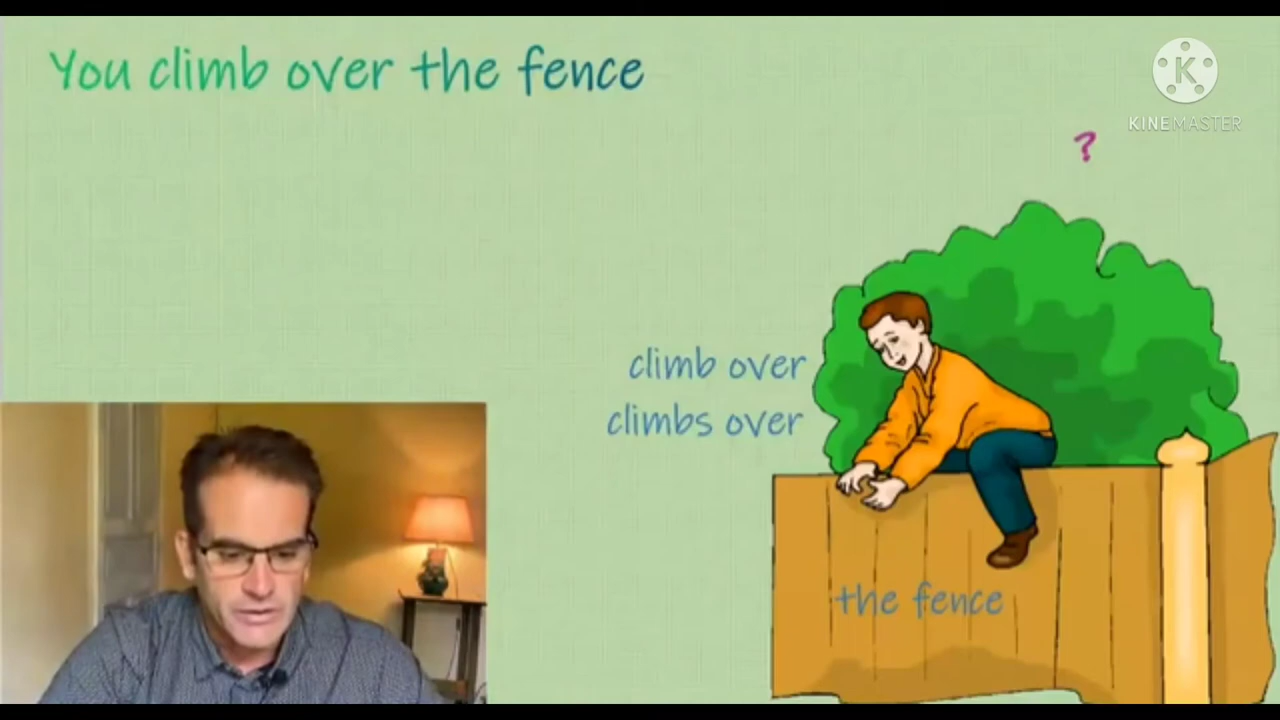 You climb over the fence
K
KINEMASTER
?
climb over
climbs over
the fence